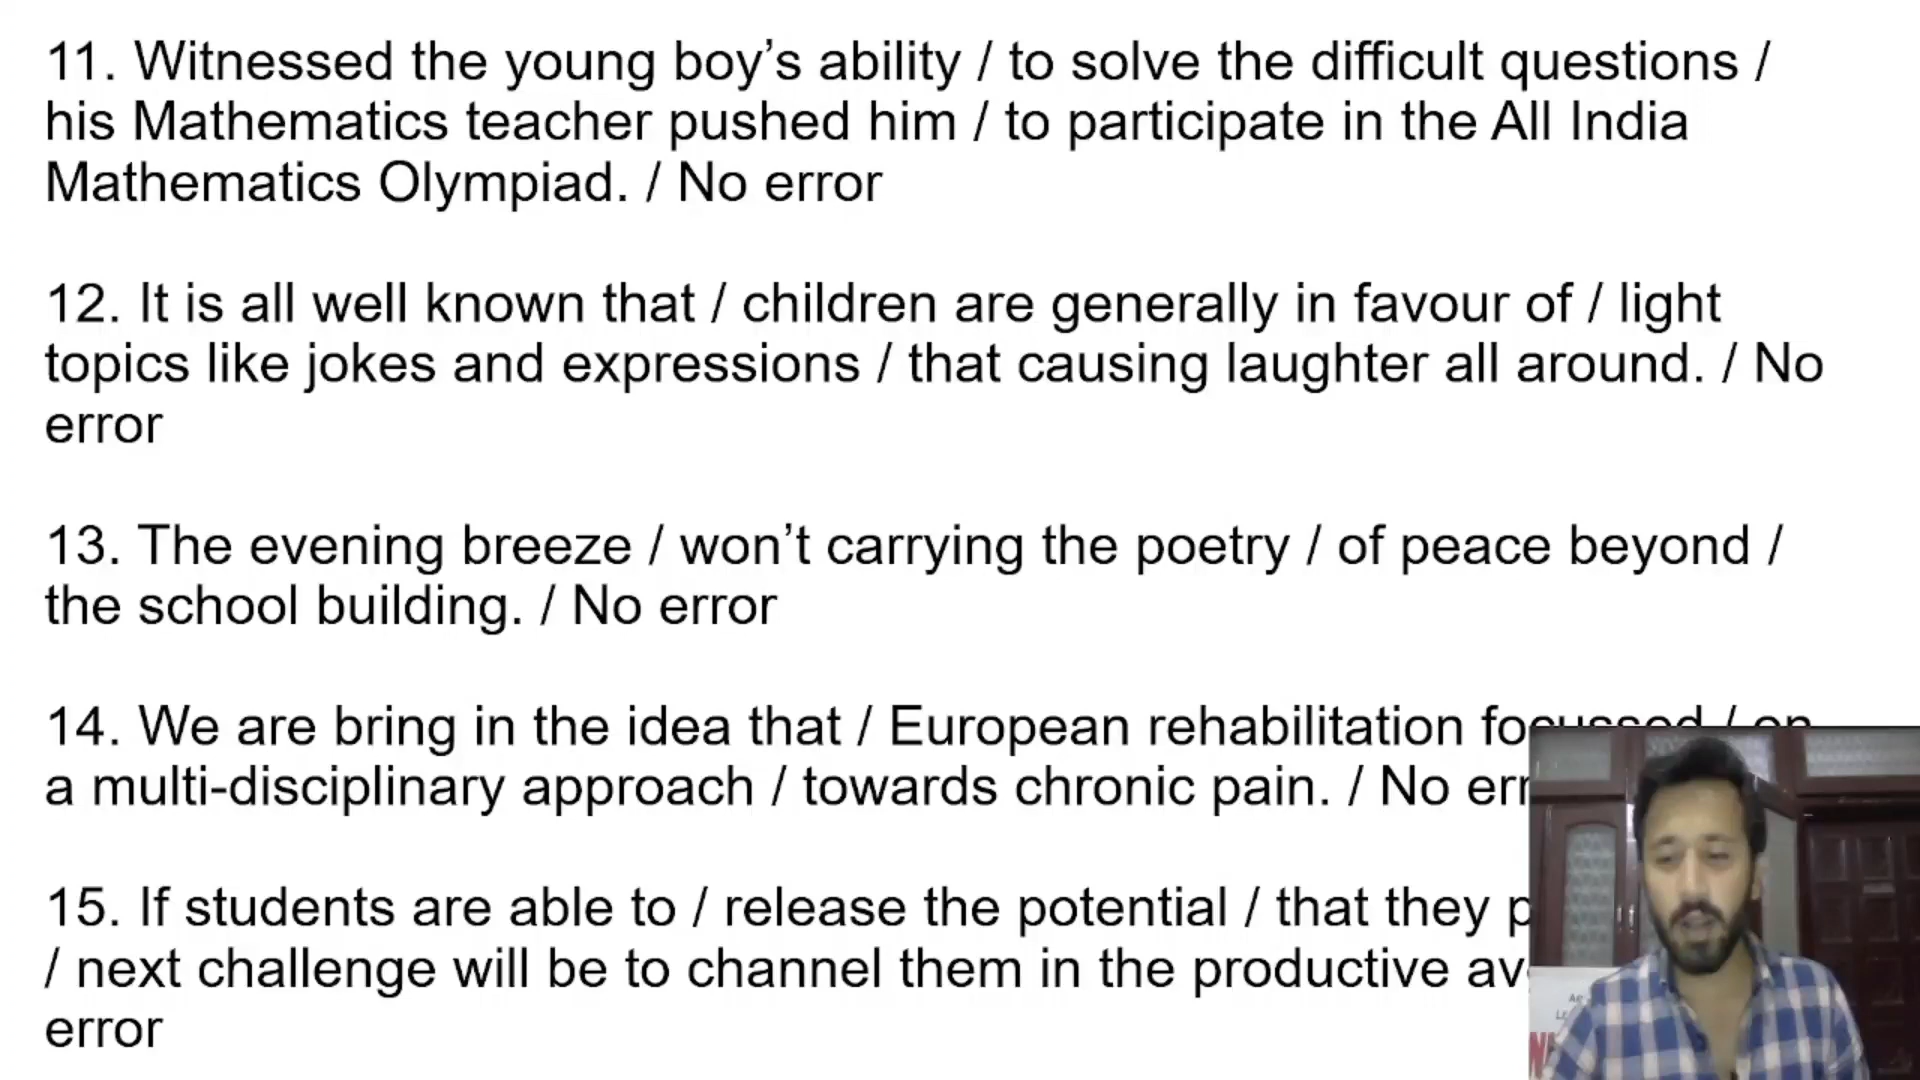 11. Witnessed the young boy’s ability / to solve the difficult questions /
his Mathematics teacher pushed him / to participate in the All India
Mathematics Olympiad. / No error
12. It is all well known that / children are generally in favour of / light
topics like jokes and expressions / that causing laughter all around. / No
error
13. The evening breeze / won’t carrying the poetry / of peace beyond /
the school building. / No error
14. We are bring in the idea that / European rehabilitation focussed / on
a multi-disciplinary approach / towards chronic pain. / No
15. If students are able to / release the potential / that they
/ next challenge will be to channel them in the productive
error